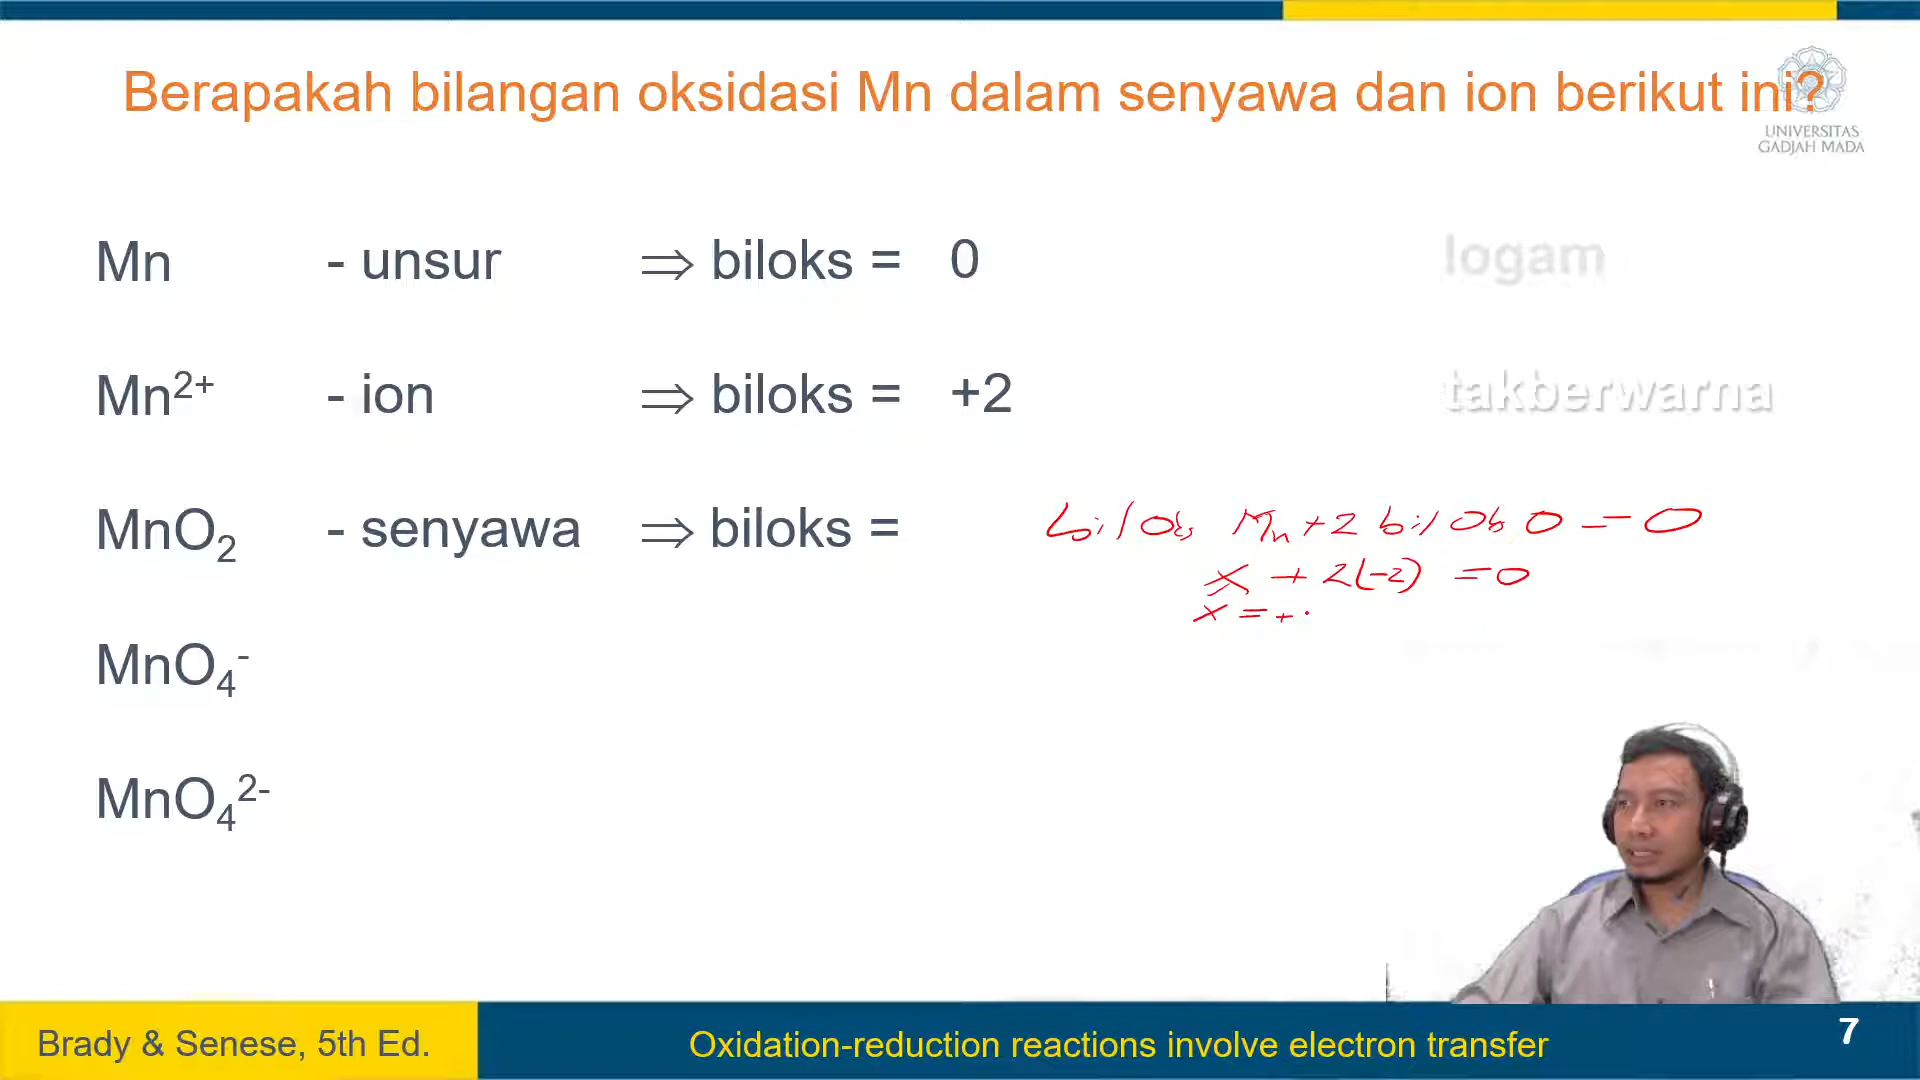 Berapakah bilangan oksidasi Mn dalam senyawa dan ion berikut ini?
UNIVERSITAS
GADJAH MADA
Mn - unsur ⇒ biloks = 0 logam
Mn²⁺ - ion ⇒ biloks = +2 takberwarna
MnO₂ - senyawa ⇒ biloks = biloks Mn + 2 biloks O = 0
x + 2(-2) = 0
x = +
MnO₄⁻
MnO₄²⁻
Brady & Senese, 5th Ed. Oxidation-reduction reactions involve electron transfer 7